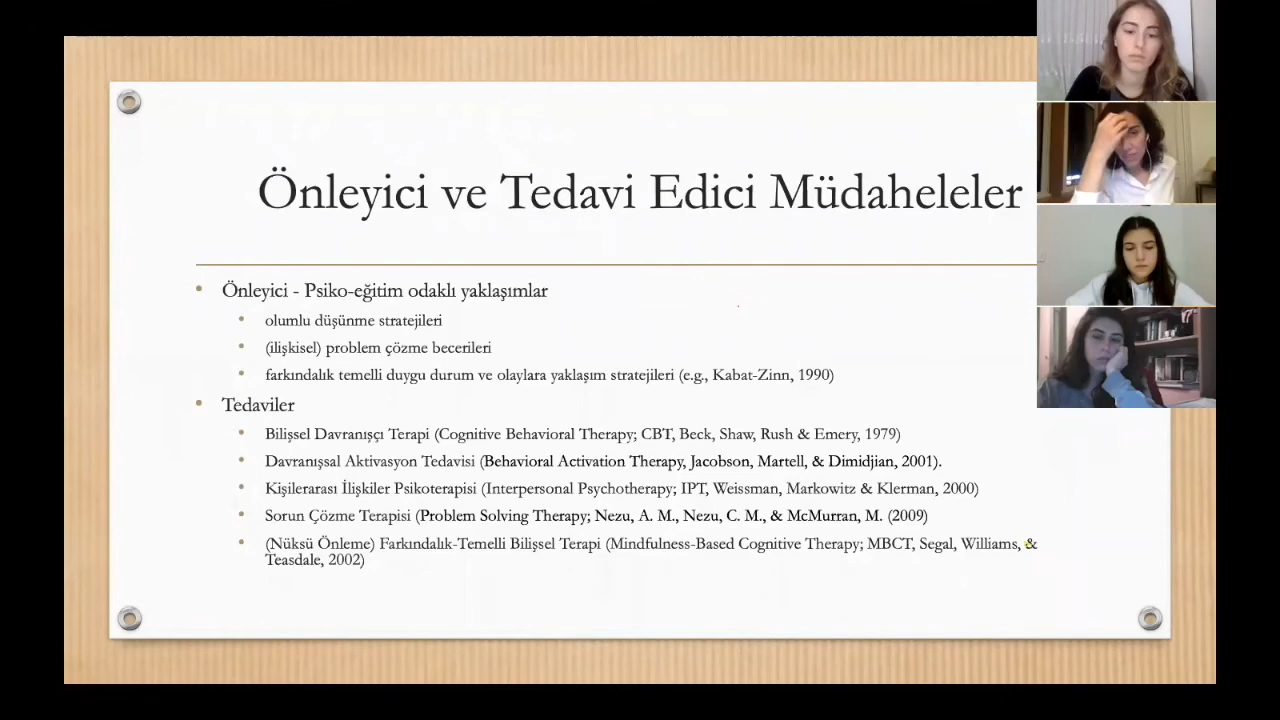 Önleyici ve Tedavi Edici Müdaheleler
Önleyici - Psiko-eğitim odaklı yaklaşımlar
olumlu düşünme stratejileri
(ilişkisel) problem çözme becerileri
farkındalık temelli duygu durum ve olaylara yaklaşım stratejileri (e.g., Kabat-Zinn, 1990)
Tedaviler
Bilişsel Davranışçı Terapi (Cognitive Behavioral Therapy; CBT, Beck, Shaw, Rush & Emery, 1979)
Davranışsal Aktivasyon Tedavisi (Behavioral Activation Therapy, Jacobson, Martell, & Dimidjian, 2001).
Kişilerarası İlişkiler Psikoterapisi (Interpersonal Psychotherapy; IPT, Weissman, Markowitz & Klerman, 2000)
Sorun Çözme Terapisi (Problem Solving Therapy; Nezu, A. M., Nezu, C. M., & McMurran, M. (2009)
(Nüksü Önleme) Farkındalık-Temelli Bilişsel Terapi (Mindfulness-Based Cognitive Therapy; MBCT, Segal, Williams, &
Teasdale, 2002)